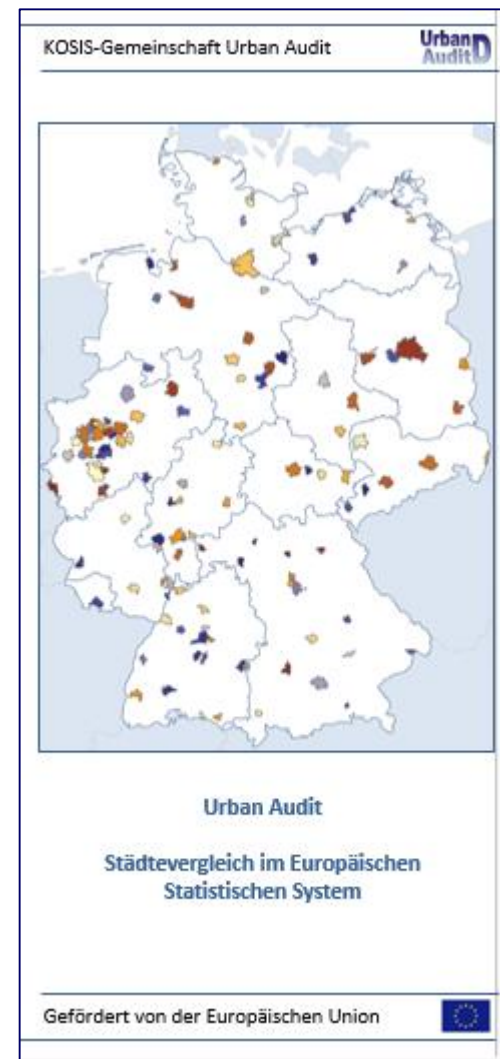 KOSIS-Gemeinschaft Urban Audit
Urban
Audit D
Urban Audit
Städtevergleich im Europäischen
Statistischen System
Gefördert von der Europäischen Union